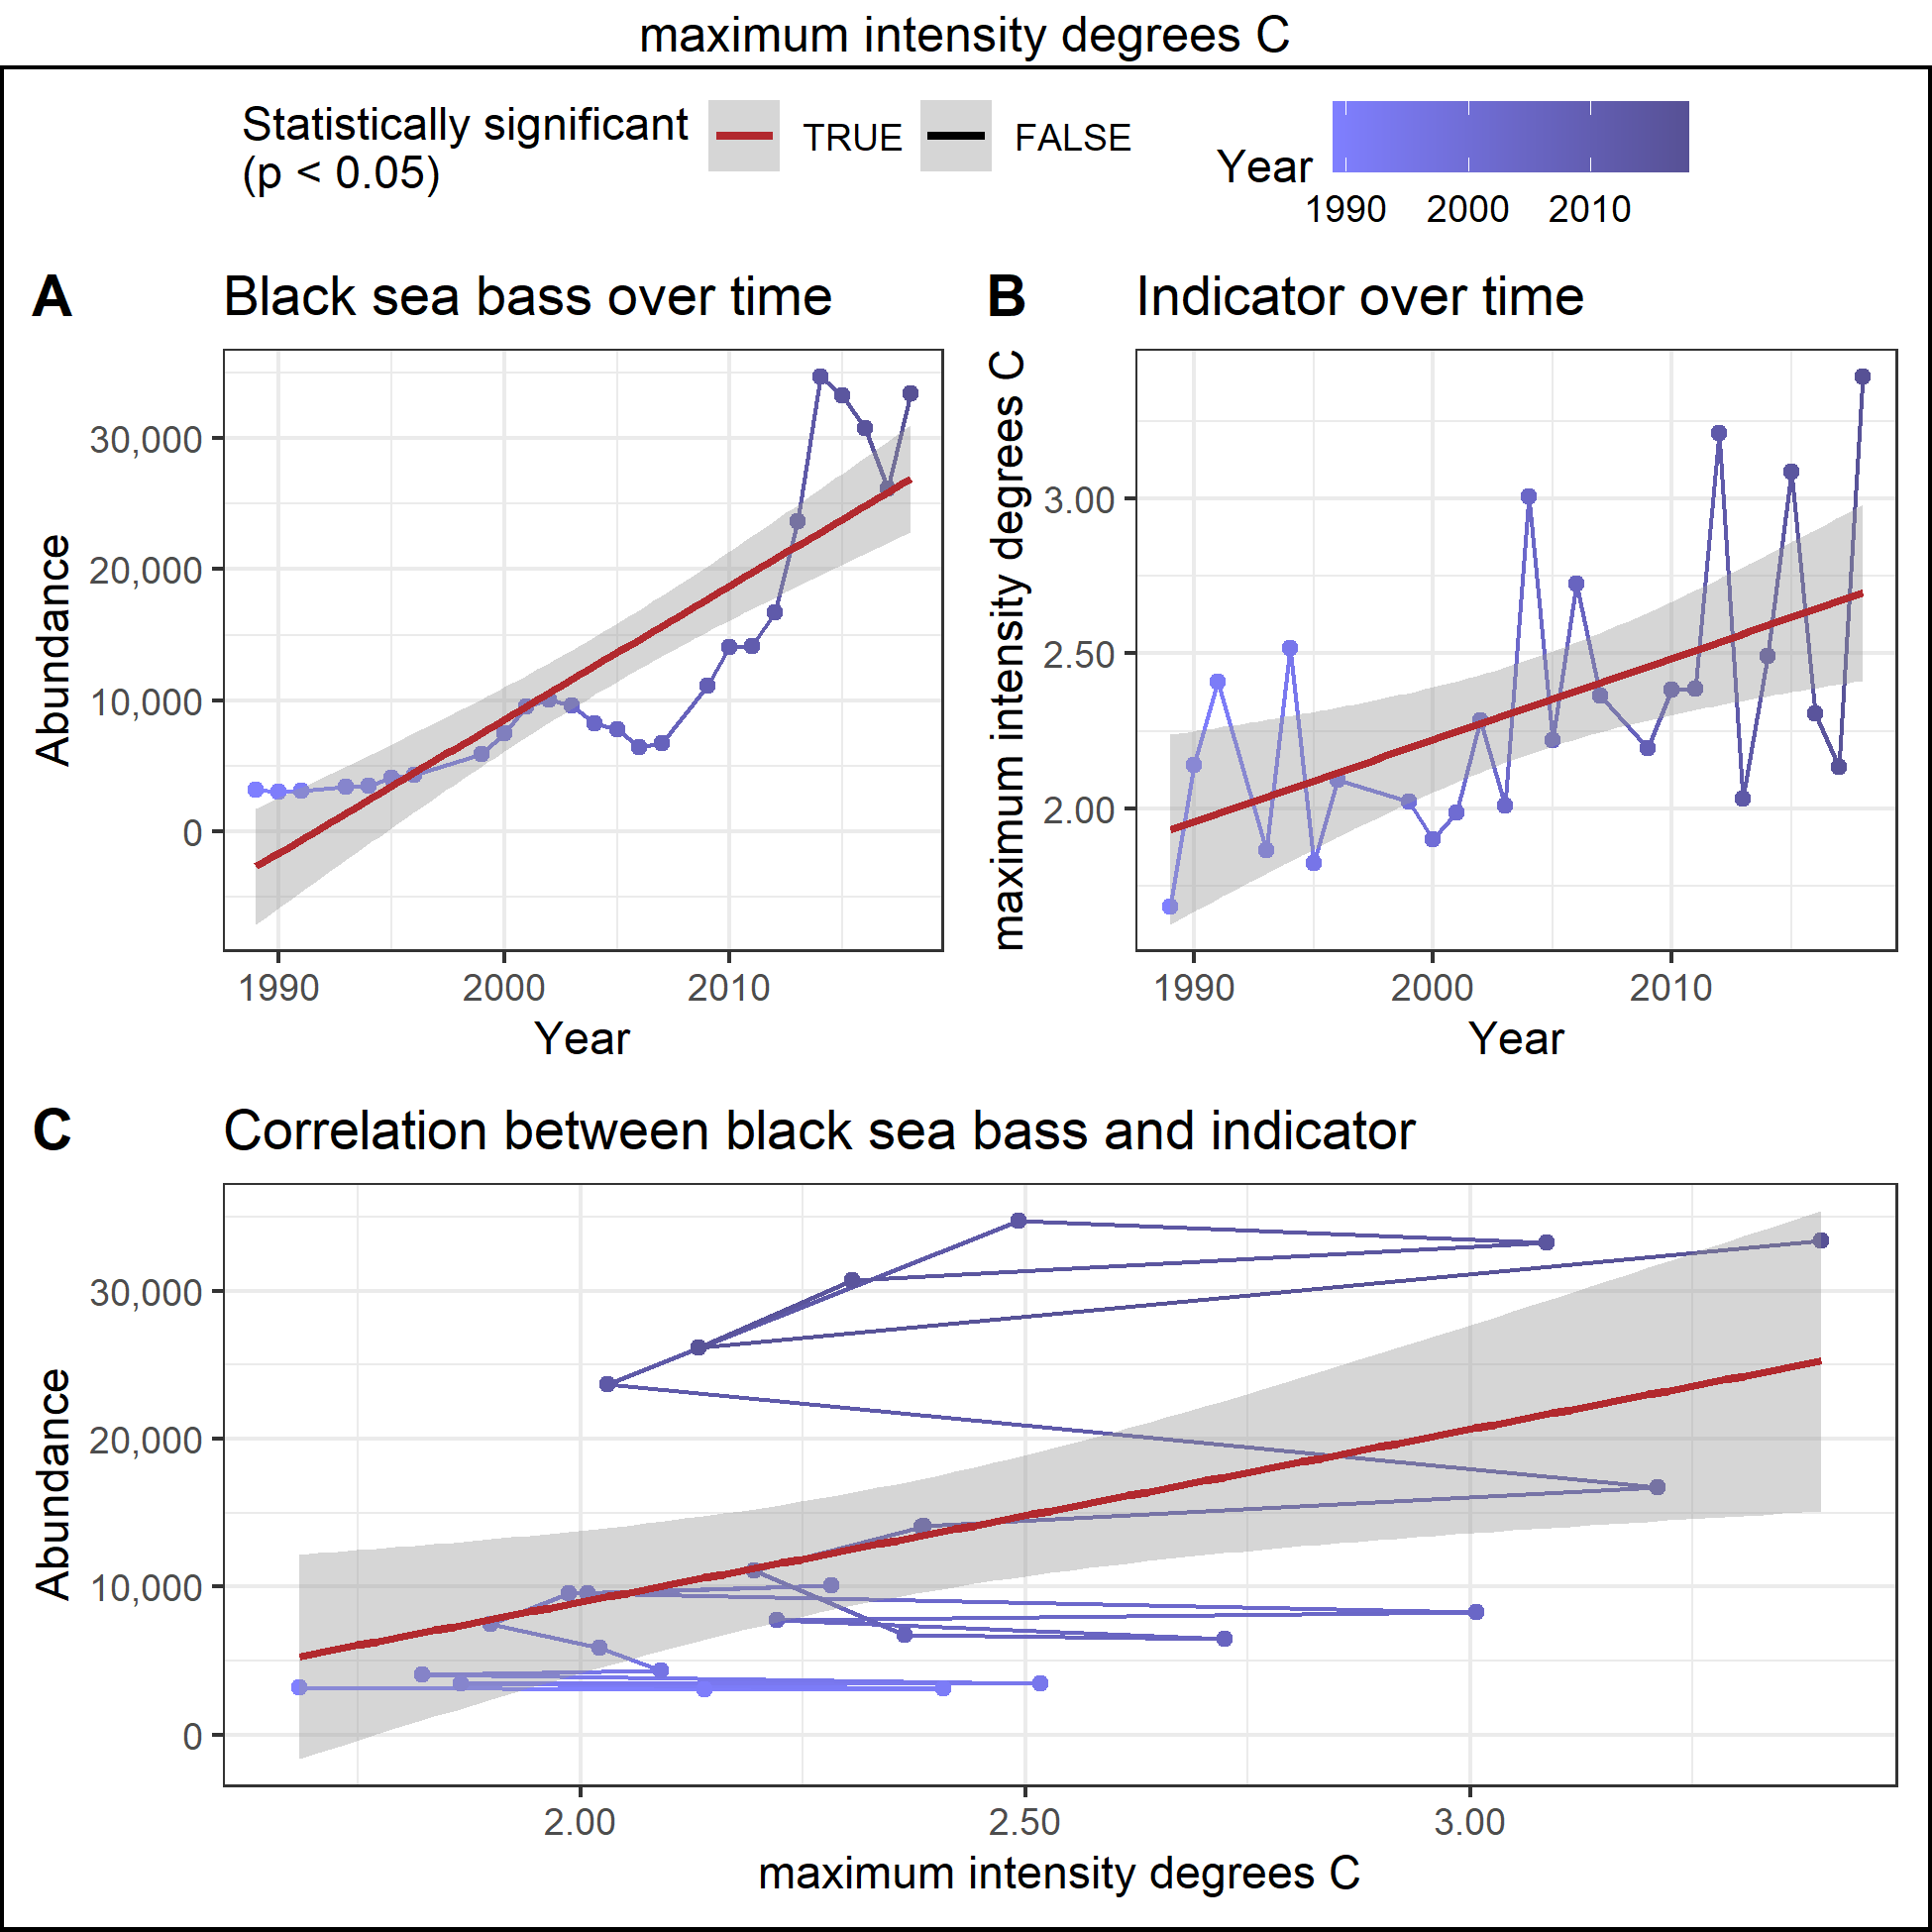 maximum intensity degrees C
Statistically significant
(p < 0.05)
TRUE
FALSE
Year
1990
2000
2010
A
Black sea bass over time
Abundance
30,000
20,000
10,000
0
1990
2000
2010
Year
B
Indicator over time
maximum intensity degrees C
3.00
2.50
2.00
1990
2000
2010
Year
C
Correlation between black sea bass and indicator
Abundance
30,000
20,000
10,000
0
2.00
2.50
3.00
maximum intensity degrees C